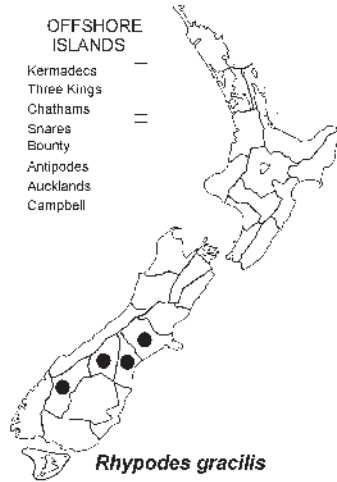 OFFSHORE
ISLANDS
Kermadecs
Three Kings
Chathams
Snares
Bounty
Antipodes
Aucklands
Campbell
Rhypodes gracilis